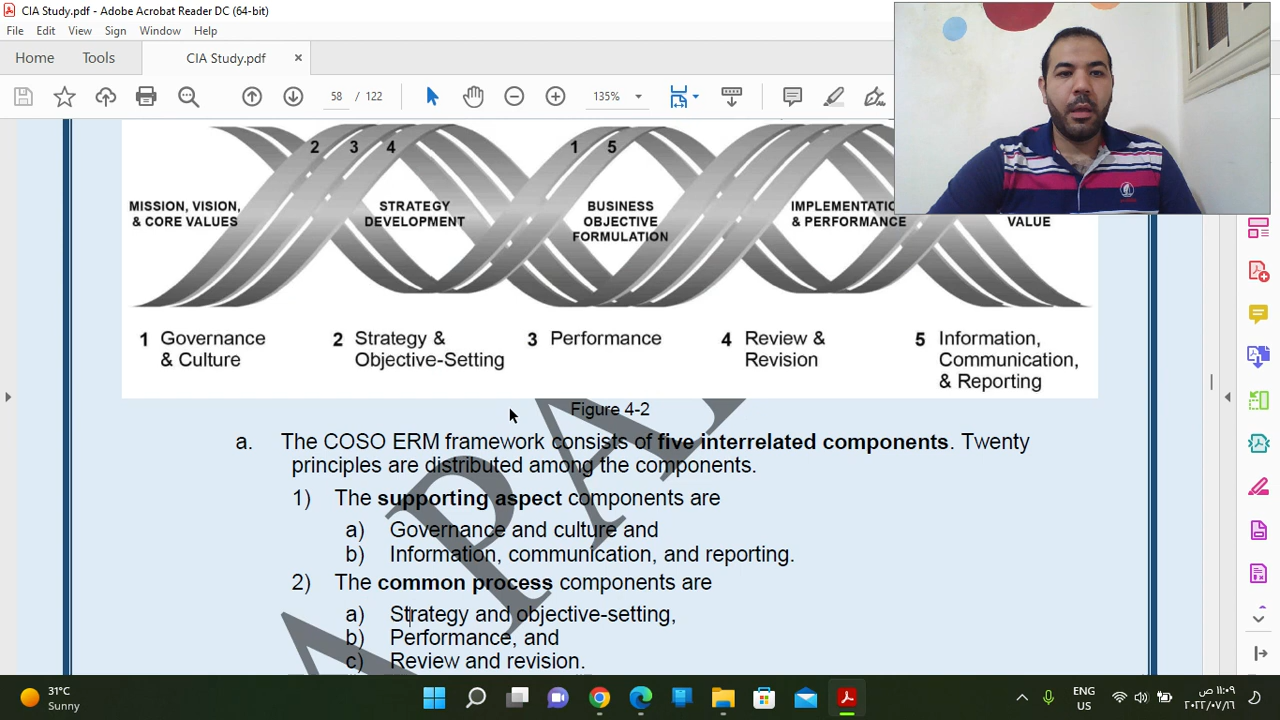 CIA Study.pdf - Adobe Acrobat Reader DC (64-bit)
File Edit View Sign Window Help
Home Tools CIA Study.pdf ×
58 / 122 135%
2 3 4 1 5
MISSION, VISION, & CORE VALUES
STRATEGY DEVELOPMENT
BUSINESS OBJECTIVE FORMULATION
& PERFORMANCE
VALUE
1 Governance & Culture
2 Strategy & Objective-Setting
3 Performance
4 Review & Revision
5 Information, Communication, & Reporting
Figure 4-2
a. The COSO ERM framework consists of five interrelated components. Twenty
principles are distributed among the components.
1) The supporting aspect components are
a) Governance and culture and
b) Information, communication, and reporting.
2) The common process components are
a) Strategy and objective-setting,
b) Performance, and
c) Review and revision.
31°C
Sunny
ENG
US
١١:٠٩ ص
٢٠٢٢/٠٧/١٦